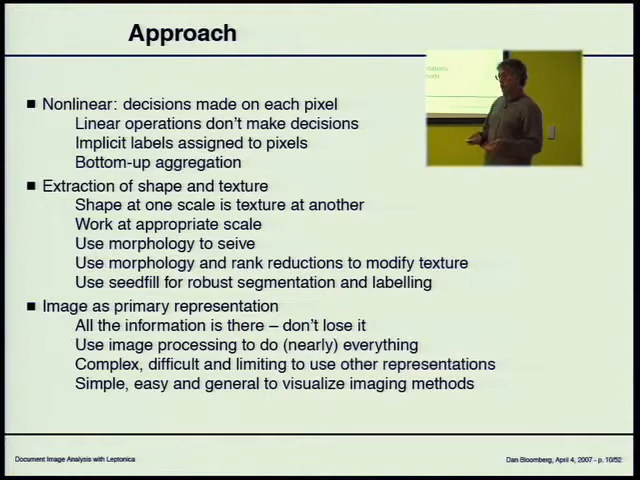 Approach
Nonlinear: decisions made on each pixel
Linear operations don't make decisions
Implicit labels assigned to pixels
Bottom-up aggregation
Extraction of shape and texture
Shape at one scale is texture at another
Work at appropriate scale
Use morphology to seive
Use morphology and rank reductions to modify texture
Use seedfill for robust segmentation and labelling
Image as primary representation
All the information is there – don't lose it
Use image processing to do (nearly) everything
Complex, difficult and limiting to use other representations
Simple, easy and general to visualize imaging methods
Document Image Analysis with Leptonica
Dan Bloomberg, April 4, 2007 – p. 10/52